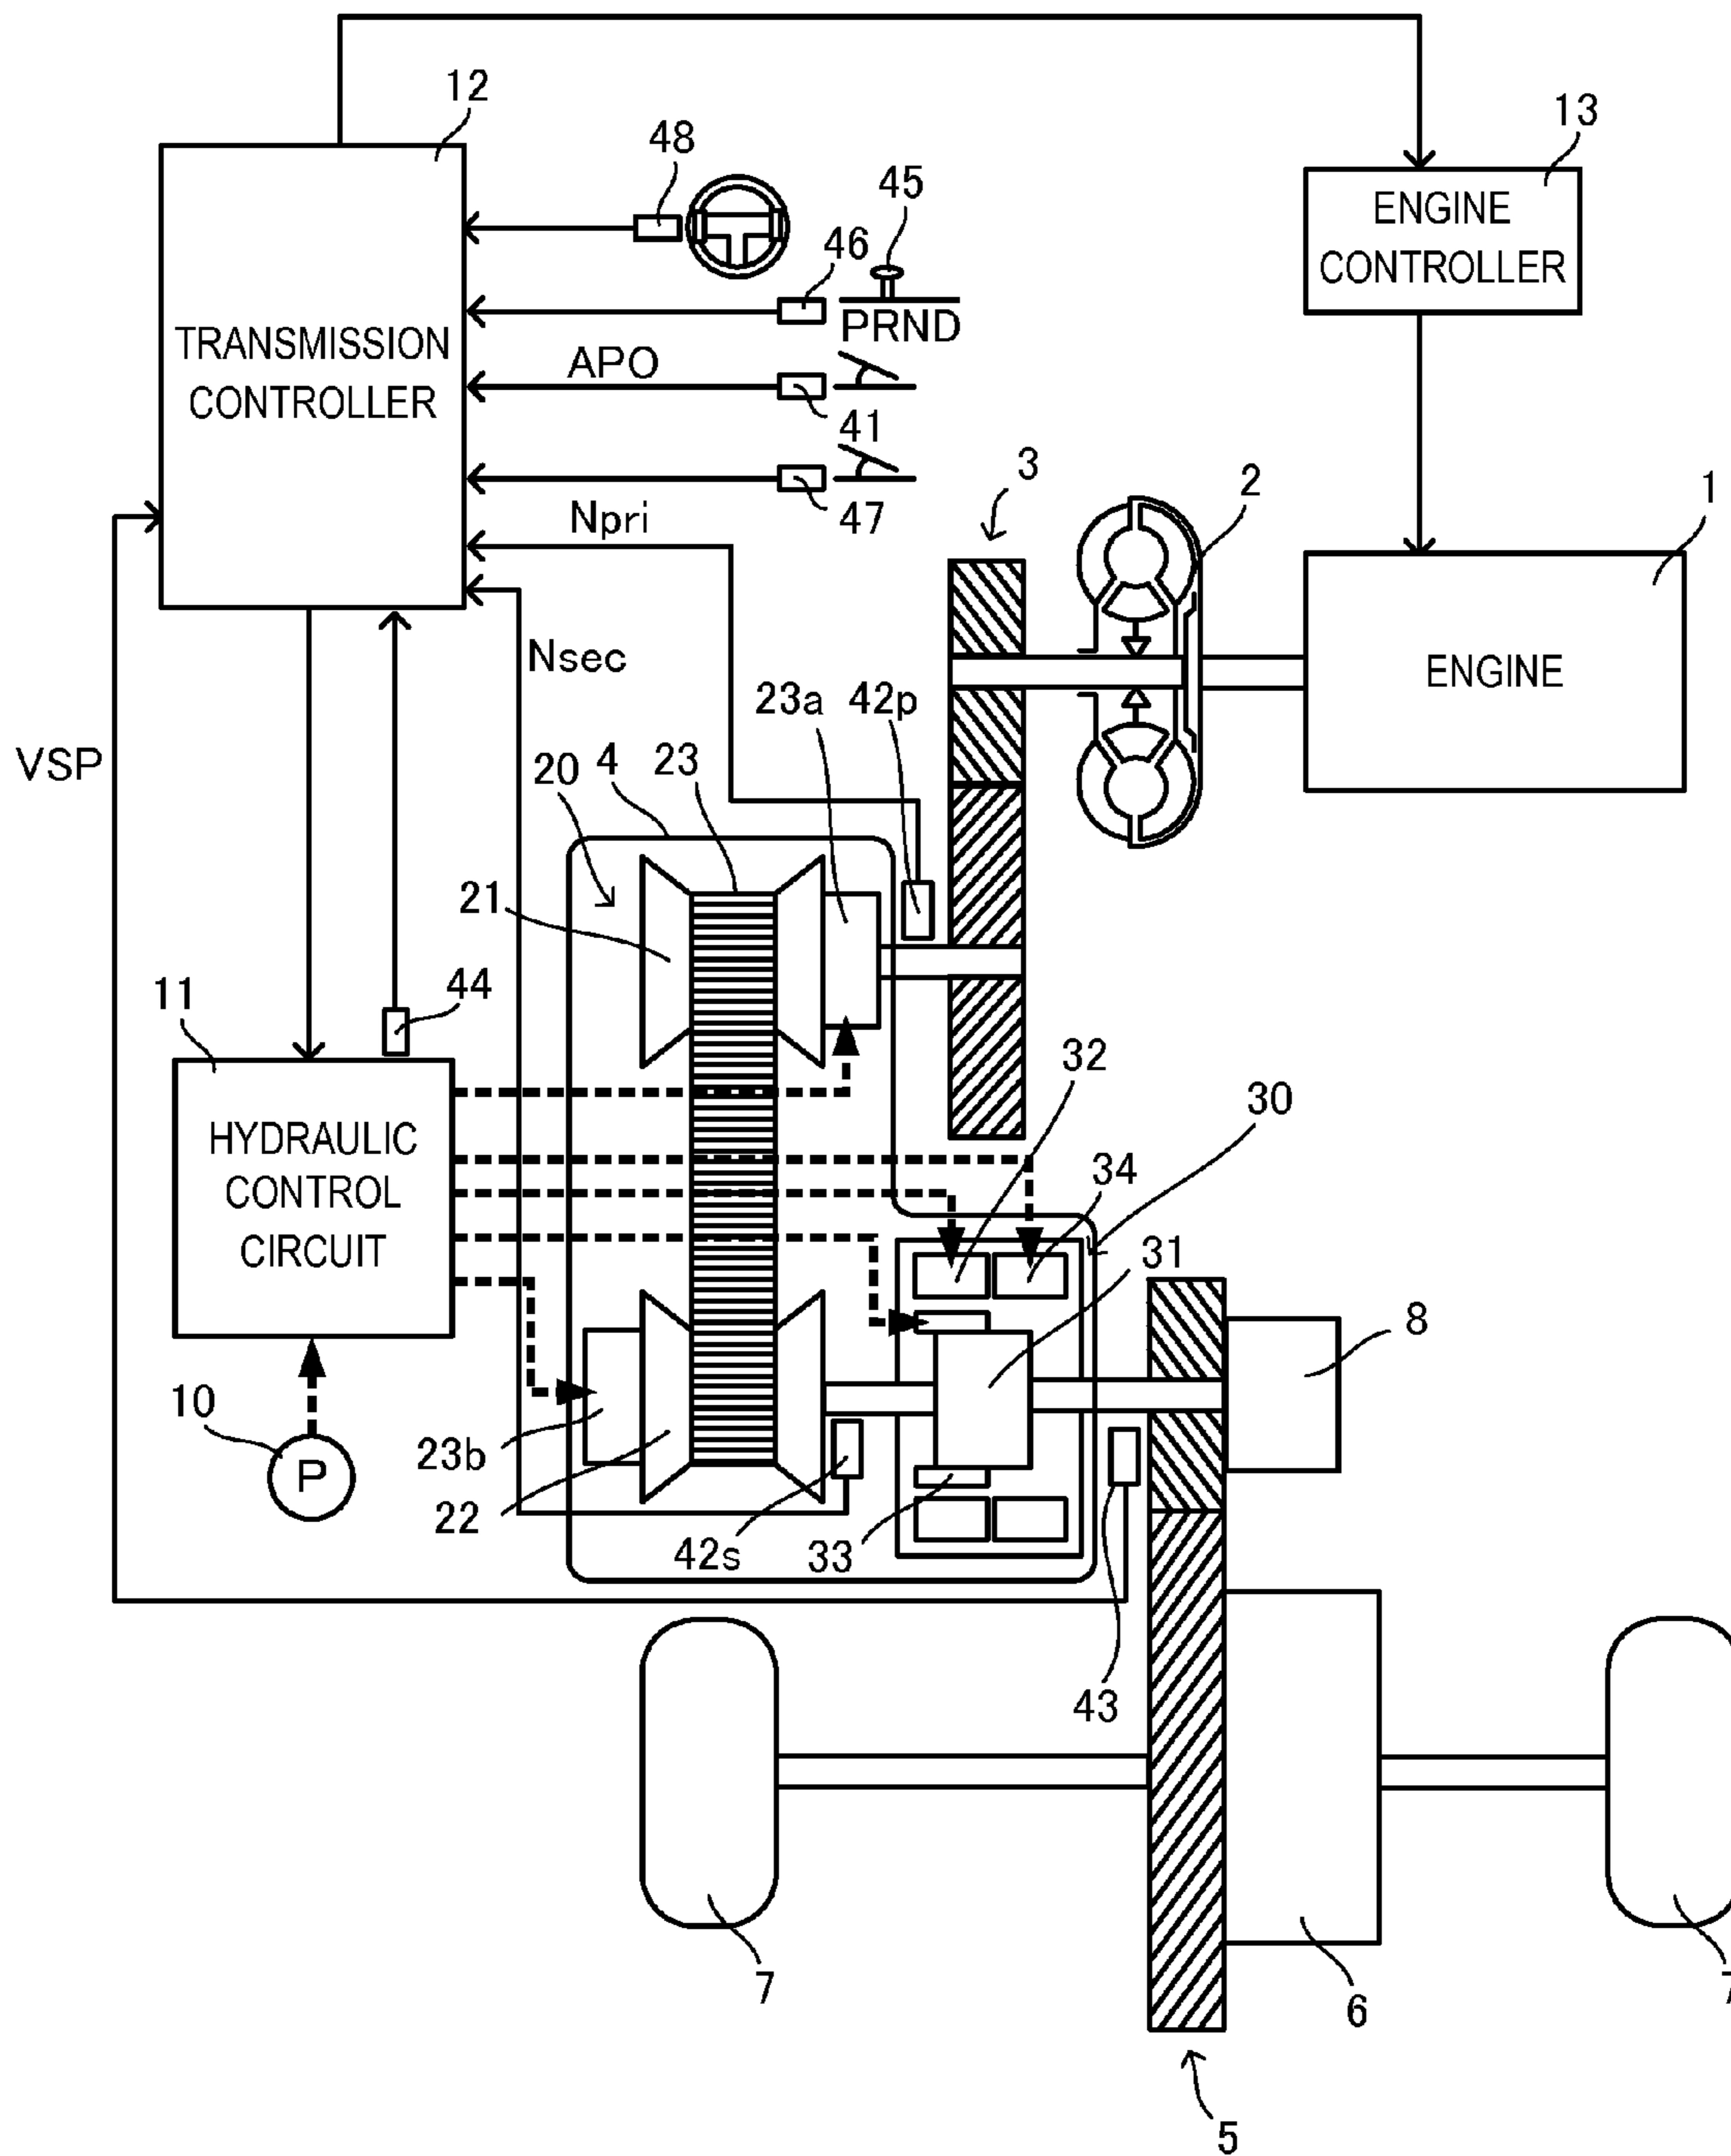 12
48
45
13
46
ENGINE
CONTROLLER
PRND
TRANSMISSION
CONTROLLER
APO
41
3
2
1
47
Npri
Nsec
ENGINE
23a
42p
VSP
20
4
23
21
11
44
32
30
HYDRAULIC
CONTROL
CIRCUIT
34
31
8
10
23b
P
22
42s
33
43
7
7
6
5